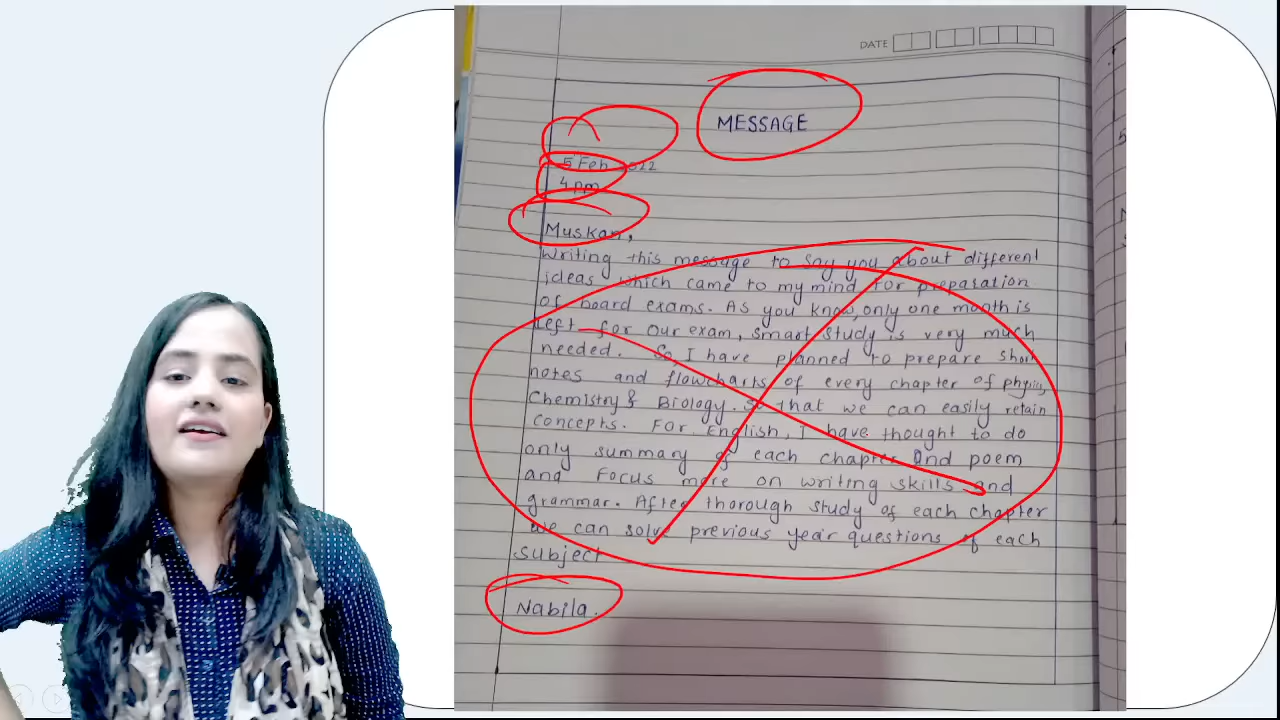 DATE
MESSAGE
5 Feb 2022
4 pm
Muskan,
Writing this message to say you about different
ideas which came to my mind for preparation
of board exams. As you know, only one month is
left for our exam, smart study is very much
needed. So, I have planned to prepare short
notes and flowcharts of every chapter of physics,
Chemistry & Biology. So that we can easily retain
concepts. For English, I have thought to do
only summary of each chapter and poem
and focus more on writing skills and
grammar. After thorough study of each chapter
we can solve previous year questions of each
subject
Nabila.